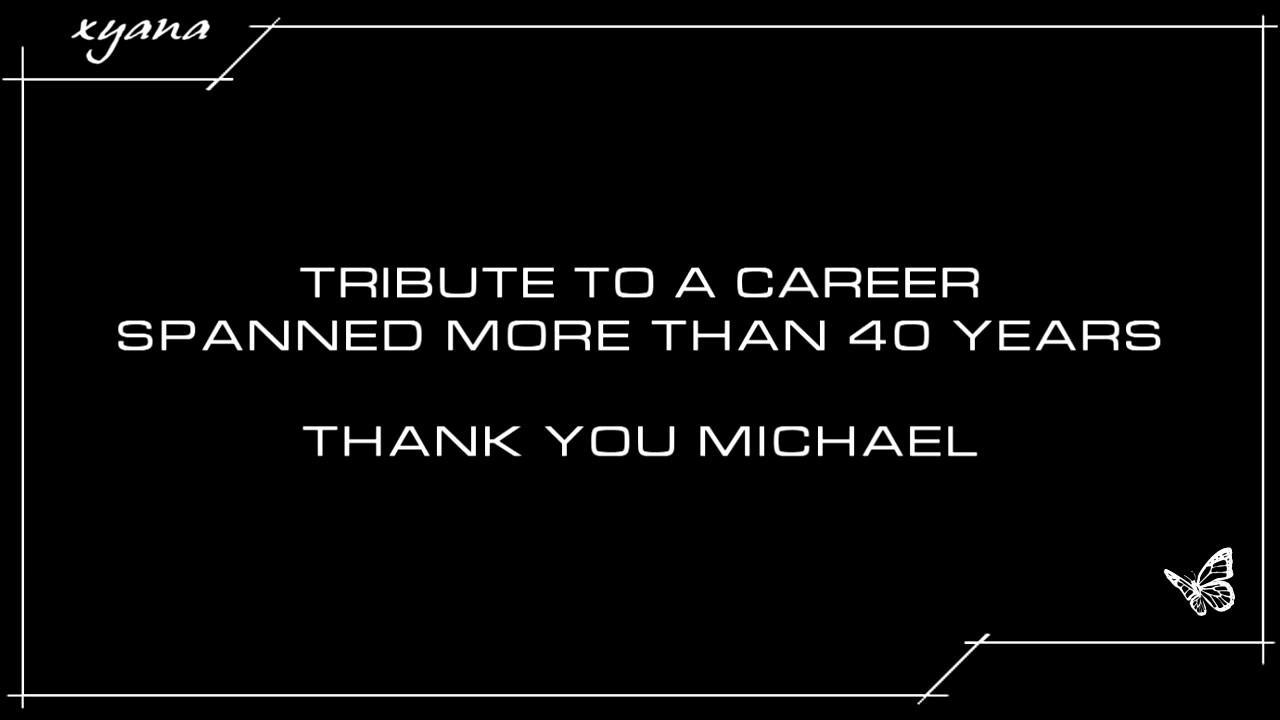 xyana
TRIBUTE TO A CAREER
SPANNED MORE THAN 40 YEARS
THANK YOU MICHAEL